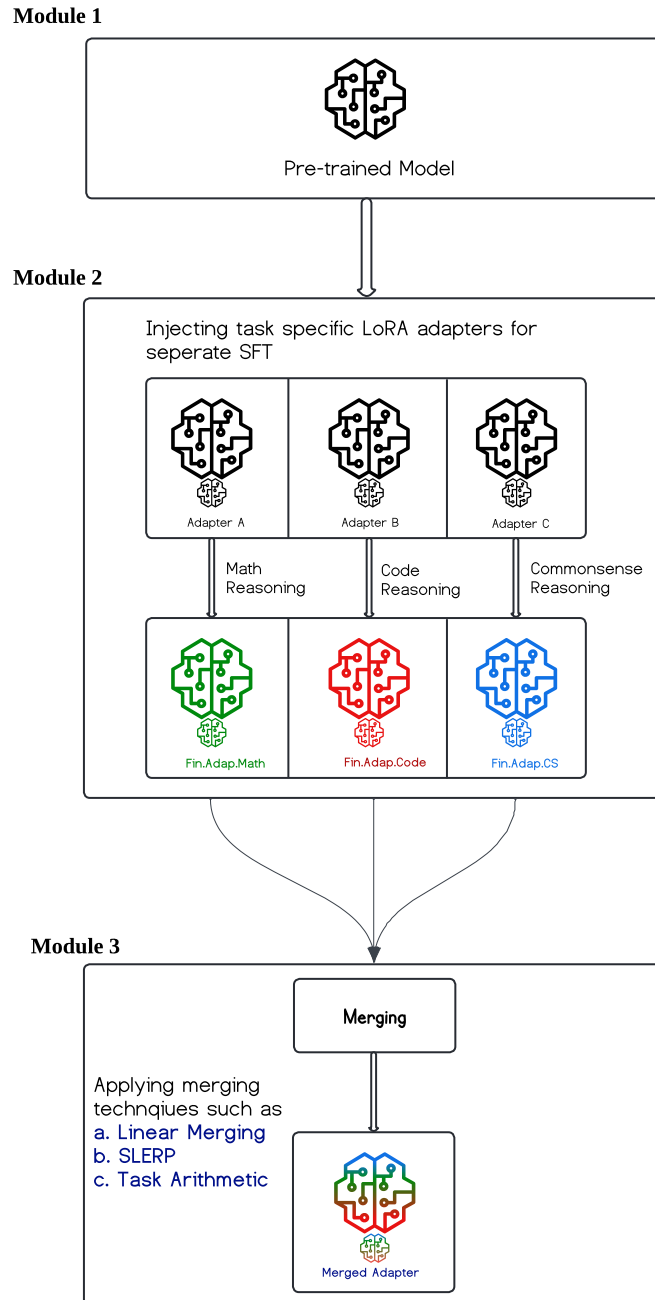 Module 1
Pre-trained Model
Module 2
Injecting task specific LoRA adapters for
seperate SFT
Adapter A
Adapter B
Adapter C
Math
Reasoning
Code
Reasoning
Commonsense
Reasoning
Fin.Adap.Math
Fin.Adap.Code
Fin.Adap.CS
Module 3
Merging
Applying merging
technqiues such as
a. Linear Merging
b. SLERP
c. Task Arithmetic
Merged Adapter